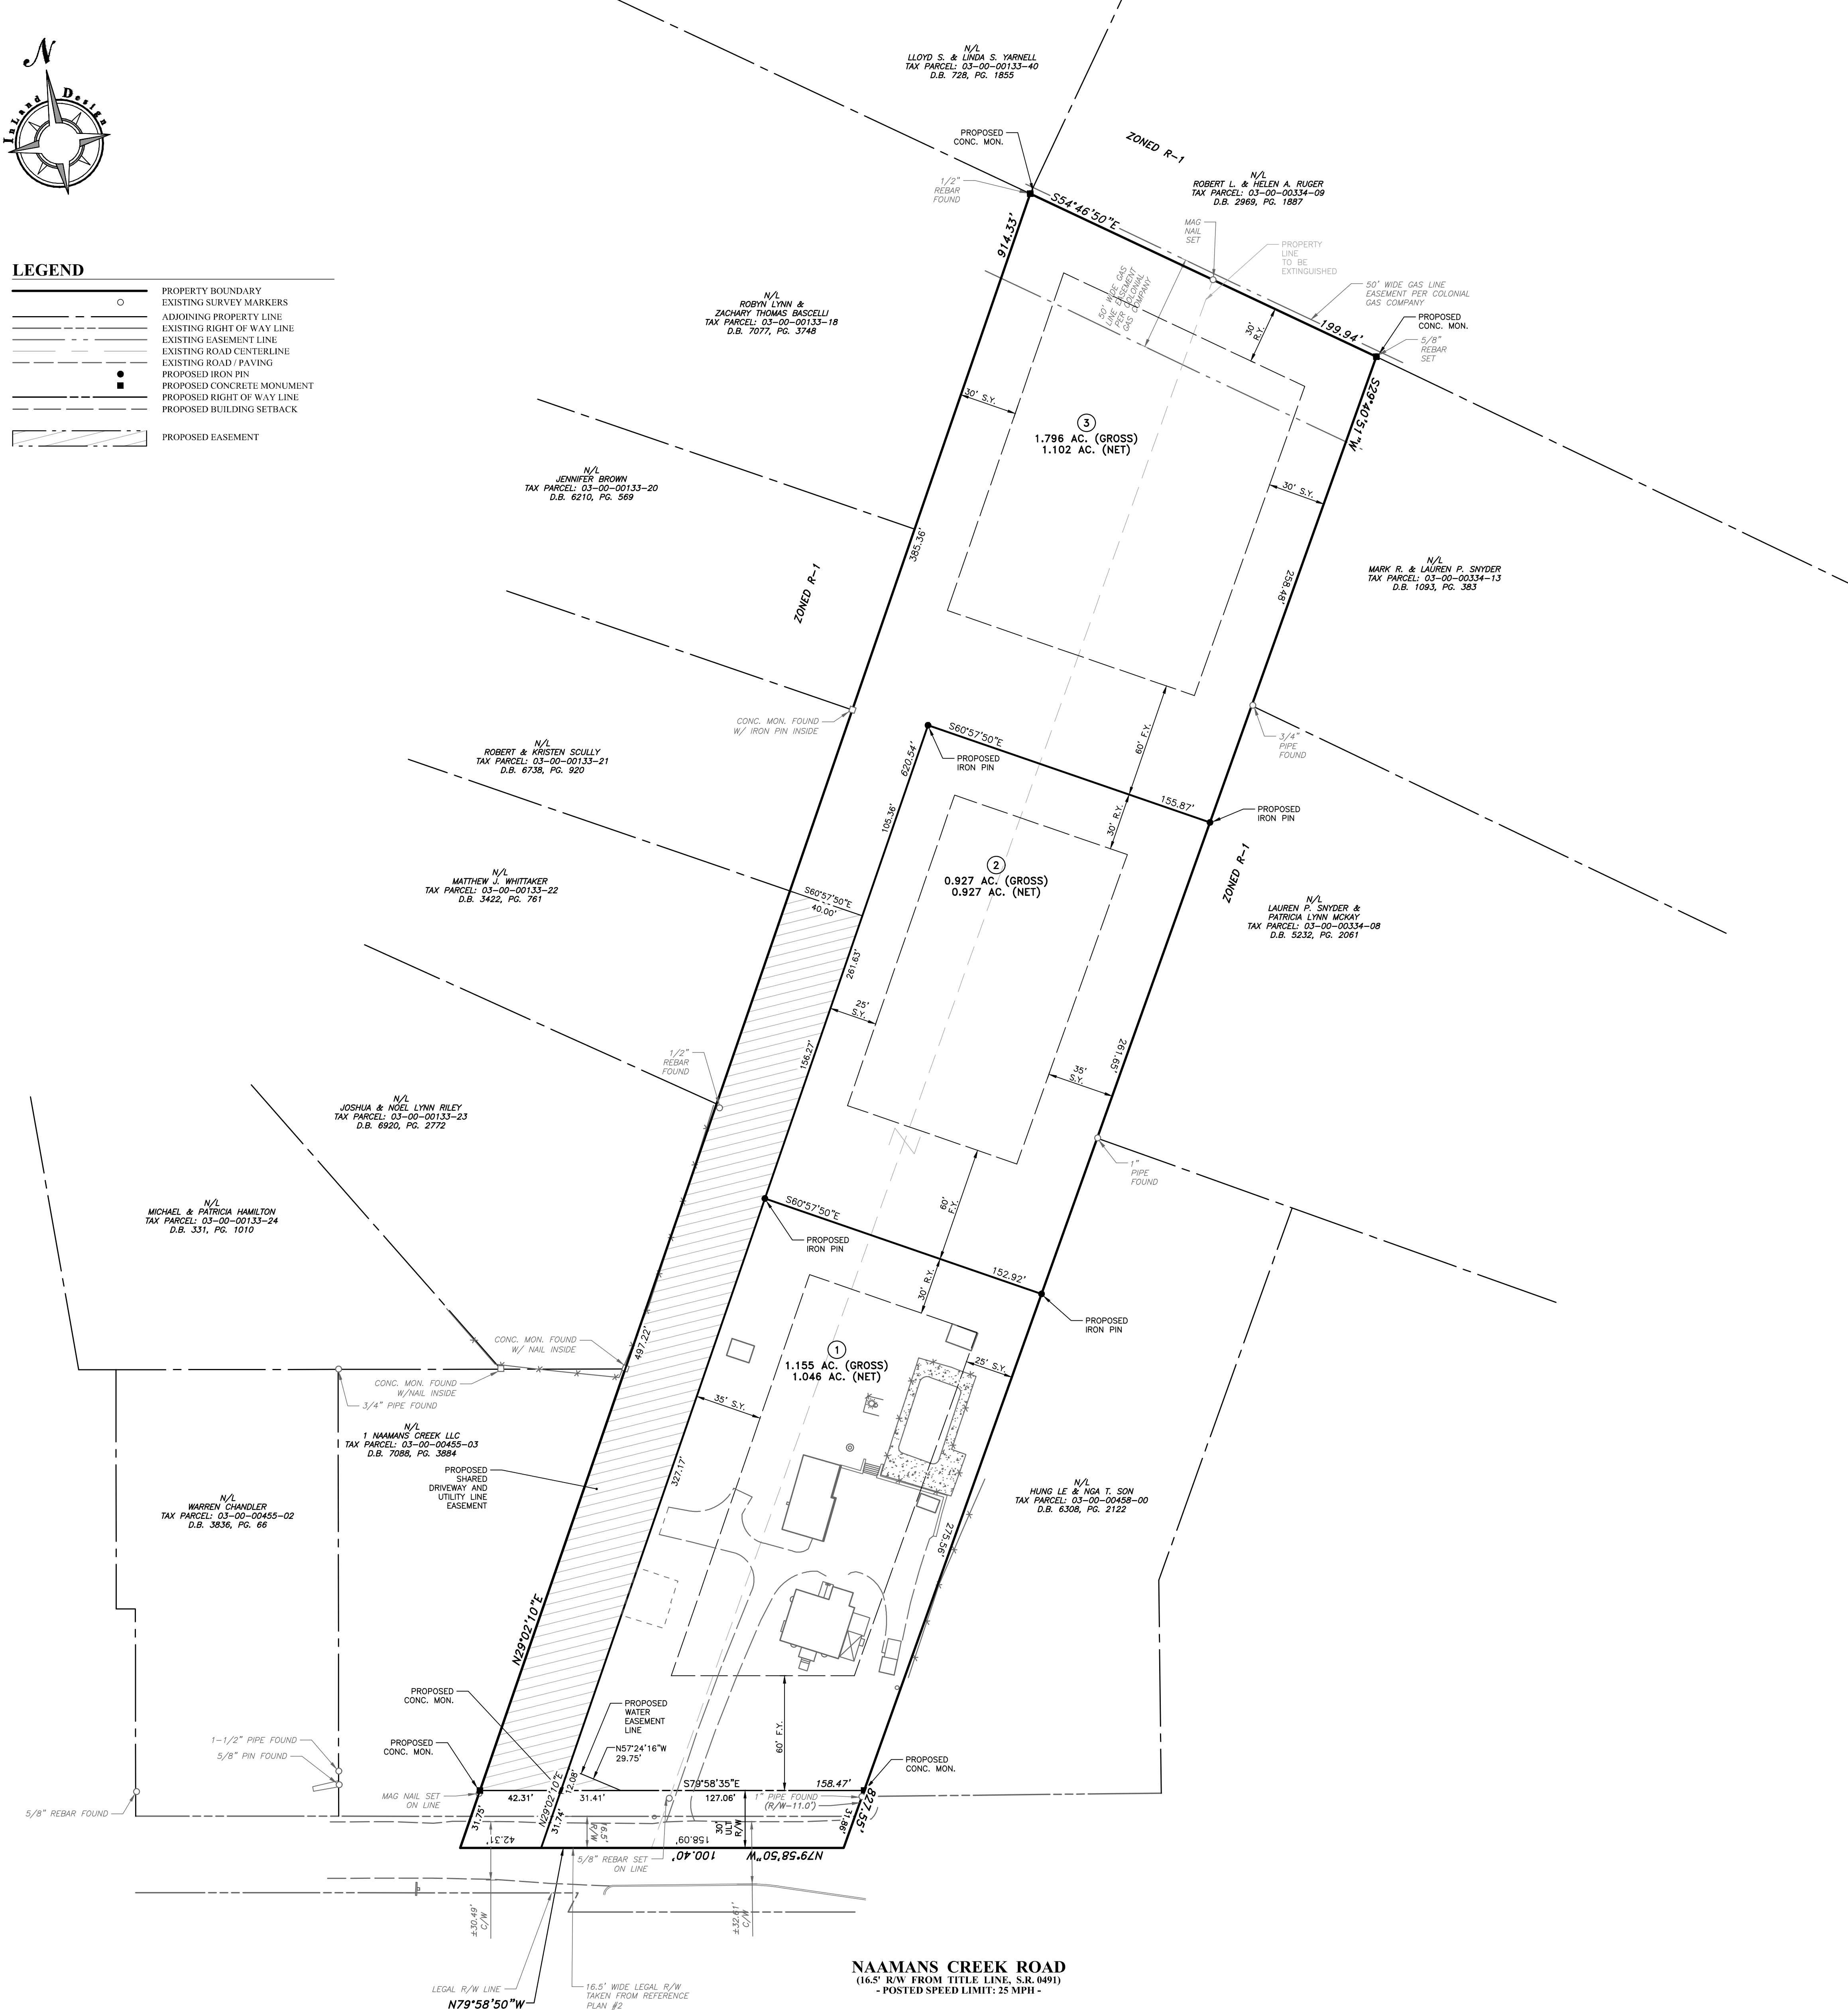 N
InLand Design
LEGEND
PROPERTY BOUNDARY
EXISTING SURVEY MARKERS
ADJOINING PROPERTY LINE
EXISTING RIGHT OF WAY LINE
EXISTING EASEMENT LINE
EXISTING ROAD CENTERLINE
EXISTING ROAD / PAVING
PROPOSED IRON PIN
PROPOSED CONCRETE MONUMENT
PROPOSED RIGHT OF WAY LINE
PROPOSED BUILDING SETBACK
PROPOSED EASEMENT
N/L
LLOYD S. & LINDA S. YARNELL
TAX PARCEL: 03-00-00133-40
D.B. 728, PG. 1855
PROPOSED
CONC. MON.
ZONED R-1
1/2"
REBAR
FOUND
N/L
ROBERT L. & HELEN A. RUGER
TAX PARCEL: 03-00-00334-09
D.B. 2969, PG. 1887
S54°46'50"E
914.33'
MAG
NAIL
SET
PROPERTY
LINE
TO BE
EXTINGUISHED
50' WIDE GAS
LINE EASEMENT
PER COLONIAL
GAS COMPANY
50' WIDE GAS LINE
EASEMENT PER COLONIAL
GAS COMPANY
199.94'
PROPOSED
CONC. MON.
5/8"
REBAR
SET
30'
R.Y.
N/L
ROBYN LYNN &
ZACHARY THOMAS BASCELLI
TAX PARCEL: 03-00-00133-18
D.B. 7077, PG. 3748
S29°40'51"W
30' S.Y.
3
1.796 AC. (GROSS)
1.102 AC. (NET)
30' S.Y.
N/L
JENNIFER BROWN
TAX PARCEL: 03-00-00133-20
D.B. 6210, PG. 569
385.36'
ZONED R-1
258.48'
N/L
MARK R. & LAUREN P. SNYDER
TAX PARCEL: 03-00-00334-13
D.B. 1093, PG. 383
CONC. MON. FOUND
W/ IRON PIN INSIDE
S60°57'50"E
620.54'
PROPOSED
IRON PIN
60' F.Y.
3/4"
PIPE
FOUND
N/L
ROBERT & KRISTEN SCULLY
TAX PARCEL: 03-00-00133-21
D.B. 6738, PG. 920
155.87'
PROPOSED
IRON PIN
105.36'
30' R.Y.
2
0.927 AC. (GROSS)
0.927 AC. (NET)
ZONED R-1
N/L
MATTHEW J. WHITTAKER
TAX PARCEL: 03-00-00133-22
D.B. 3422, PG. 761
S60°57'50"E
40.00'
N/L
LAUREN P. SNYDER &
PATRICIA LYNN MCKAY
TAX PARCEL: 03-00-00334-08
D.B. 5232, PG. 2061
261.63'
25'
S.Y.
156.27'
261.65'
35'
S.Y.
1/2"
REBAR
FOUND
N/L
JOSHUA & NOEL LYNN RILEY
TAX PARCEL: 03-00-00133-23
D.B. 6920, PG. 2772
1"
PIPE
FOUND
N/L
MICHAEL & PATRICIA HAMILTON
TAX PARCEL: 03-00-00133-24
D.B. 331, PG. 1010
S60°57'50"E
PROPOSED
IRON PIN
60'
F.Y.
152.92'
30' R.Y.
PROPOSED
IRON PIN
CONC. MON. FOUND
W/ NAIL INSIDE
497.22'
1
1.155 AC. (GROSS)
1.046 AC. (NET)
25' S.Y.
CONC. MON. FOUND
W/NAIL INSIDE
3/4" PIPE FOUND
35' S.Y.
N/L
1 NAAMANS CREEK LLC
TAX PARCEL: 03-00-00455-03
D.B. 7088, PG. 3884
PROPOSED
SHARED
DRIVEWAY AND
UTILITY LINE
EASEMENT
327.17'
N/L
WARREN CHANDLER
TAX PARCEL: 03-00-00455-02
D.B. 3836, PG. 66
N/L
HUNG LE & NGA T. SON
TAX PARCEL: 03-00-00458-00
D.B. 6308, PG. 2122
275.56'
N29°02'10"E
PROPOSED
CONC. MON.
PROPOSED
WATER
EASEMENT
LINE
N57°24'16"W
29.75'
60' F.Y.
PROPOSED
CONC. MON.
1-1/2" PIPE FOUND
5/8" PIN FOUND
PROPOSED
CONC. MON.
5/8" REBAR FOUND
MAG NAIL SET
ON LINE
42.31'
N29°02'10"E
12.08'
31.41'
S79°58'35"E
127.06'
158.47'
1" PIPE FOUND
(R/W-11.0')
827.55'
31.75'
31.74'
31.86'
16.5'
R/W
30'
ULT
R/W
42.31'
158.09'
5/8" REBAR SET
ON LINE
100.40'
N79°58'50"W
±30.49'
C/W
±32.61'
C/W
NAAMANS CREEK ROAD
(16.5' R/W FROM TITLE LINE, S.R. 0491)
- POSTED SPEED LIMIT: 25 MPH -
LEGAL R/W LINE
N79°58'50"W
16.5' WIDE LEGAL R/W
TAKEN FROM REFERENCE
PLAN #2